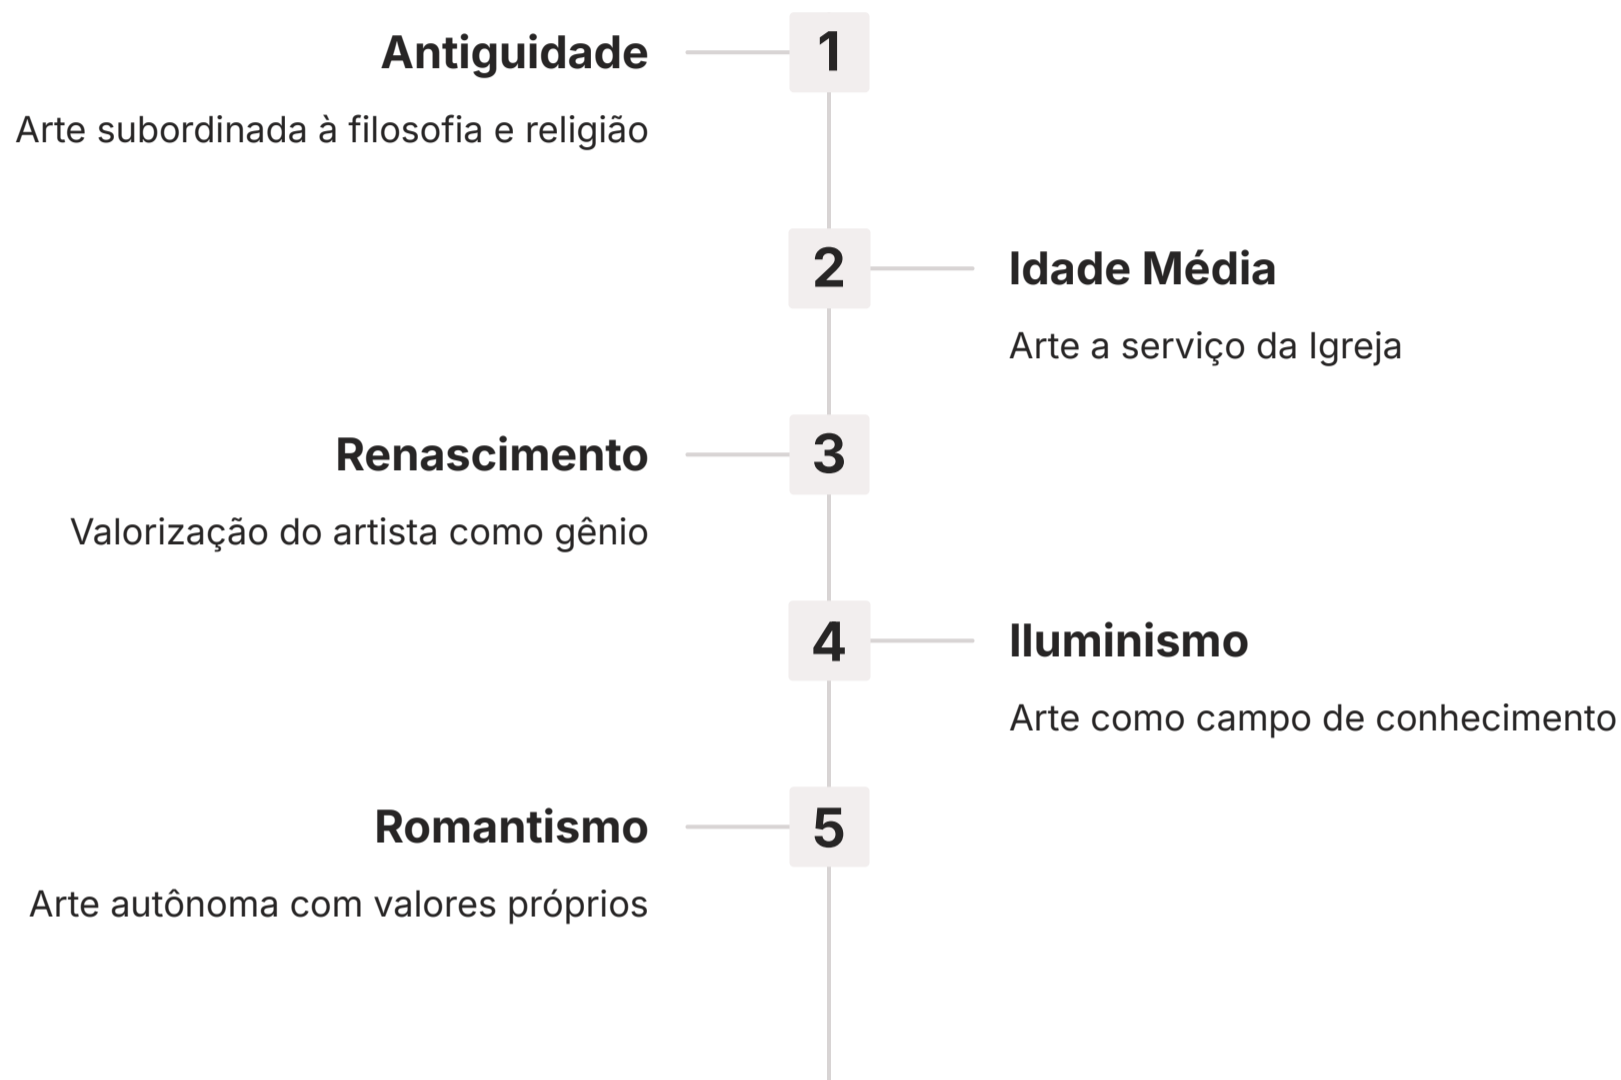 Antiguidade
1
Arte subordinada à filosofia e religião
2
Idade Média
Arte a serviço da Igreja
Renascimento
3
Valorização do artista como gênio
4
Iluminismo
Arte como campo de conhecimento
Romantismo
5
Arte autônoma com valores próprios